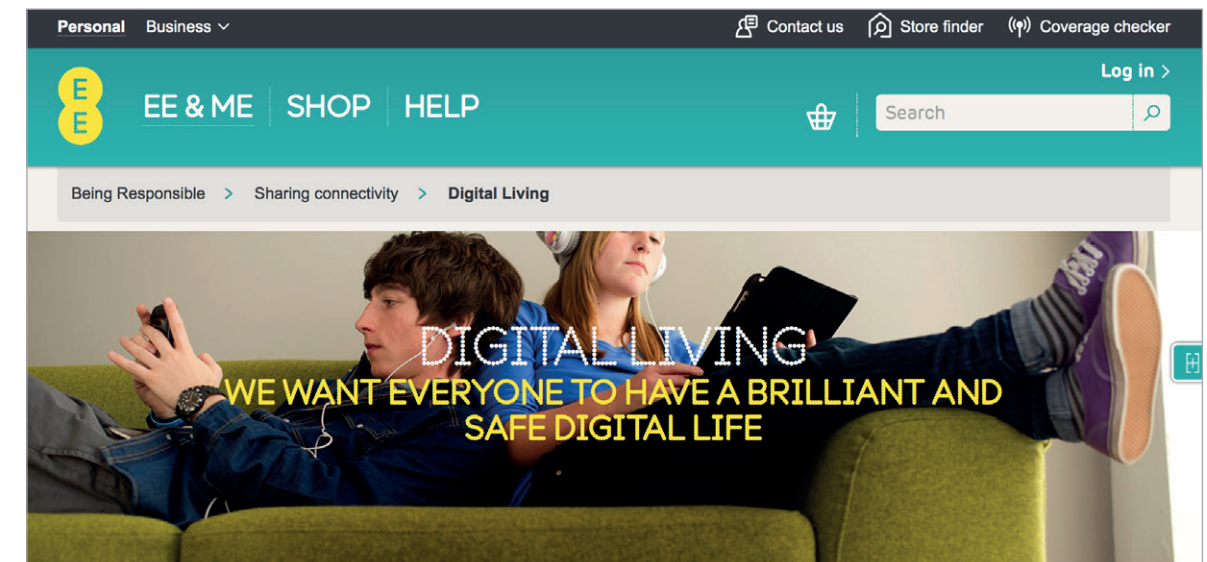 Personal Business Contact us Store finder Coverage checker
Log in >
E
E
EE & ME SHOP HELP Search
Being Responsible > Sharing connectivity > Digital Living
DIGITAL LIVING
WE WANT EVERYONE TO HAVE A BRILLIANT AND
SAFE DIGITAL LIFE